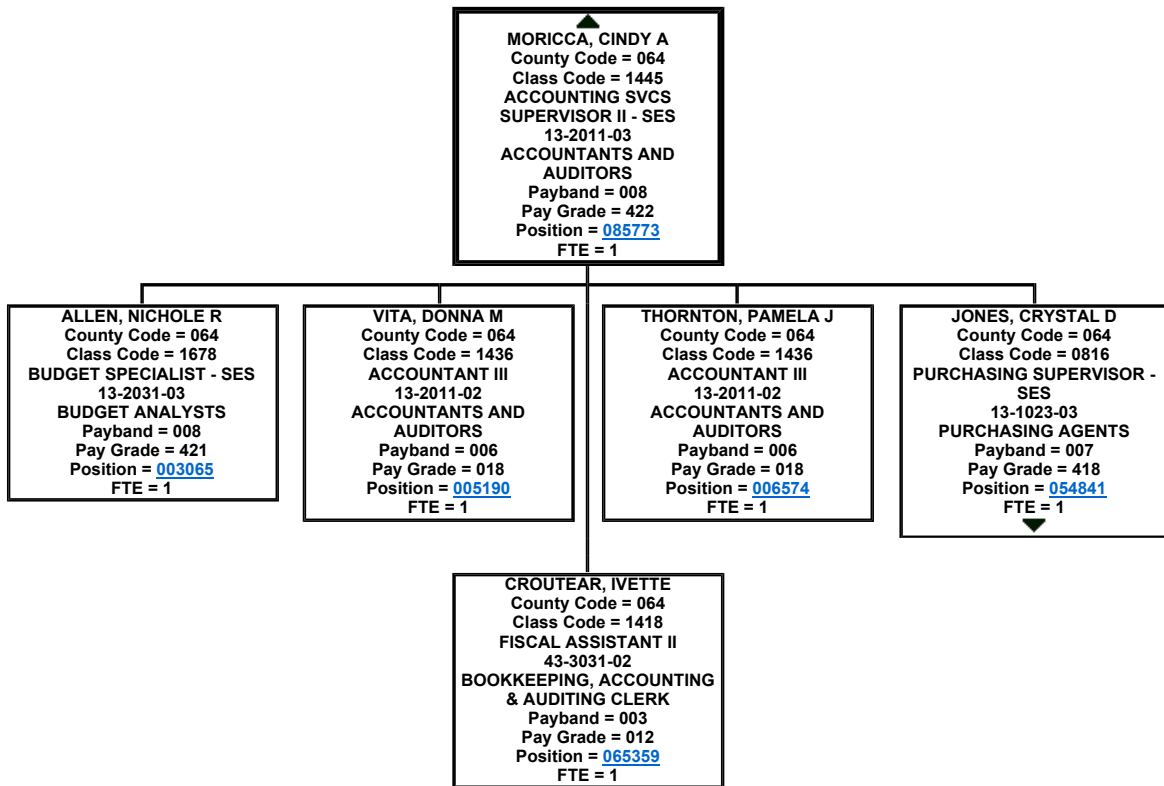 MORICCA, CINDY A
County Code = 064
Class Code = 1445
ACCOUNTING SVCS
SUPERVISOR II - SES
13-2011-03
ACCOUNTANTS AND
AUDITORS
Payband = 008
Pay Grade = 422
Position = 085773
FTE = 1
ALLEN, NICHOLE R
County Code = 064
Class Code = 1678
BUDGET SPECIALIST - SES
13-2031-03
BUDGET ANALYSTS
Payband = 008
Pay Grade = 421
Position = 003065
FTE = 1
VITA, DONNA M
County Code = 064
Class Code = 1436
ACCOUNTANT III
13-2011-02
ACCOUNTANTS AND
AUDITORS
Payband = 006
Pay Grade = 018
Position = 005190
FTE = 1
THORNTON, PAMELA J
County Code = 064
Class Code = 1436
ACCOUNTANT III
13-2011-02
ACCOUNTANTS AND
AUDITORS
Payband = 006
Pay Grade = 018
Position = 006574
FTE = 1
JONES, CRYSTAL D
County Code = 064
Class Code = 0816
PURCHASING SUPERVISOR -
SES
13-1023-03
PURCHASING AGENTS
Payband = 007
Pay Grade = 418
Position = 054841
FTE = 1
CROUTEAR, IVETTE
County Code = 064
Class Code = 1418
FISCAL ASSISTANT II
43-3031-02
BOOKKEEPING, ACCOUNTING
& AUDITING CLERK
Payband = 003
Pay Grade = 012
Position = 065359
FTE = 1